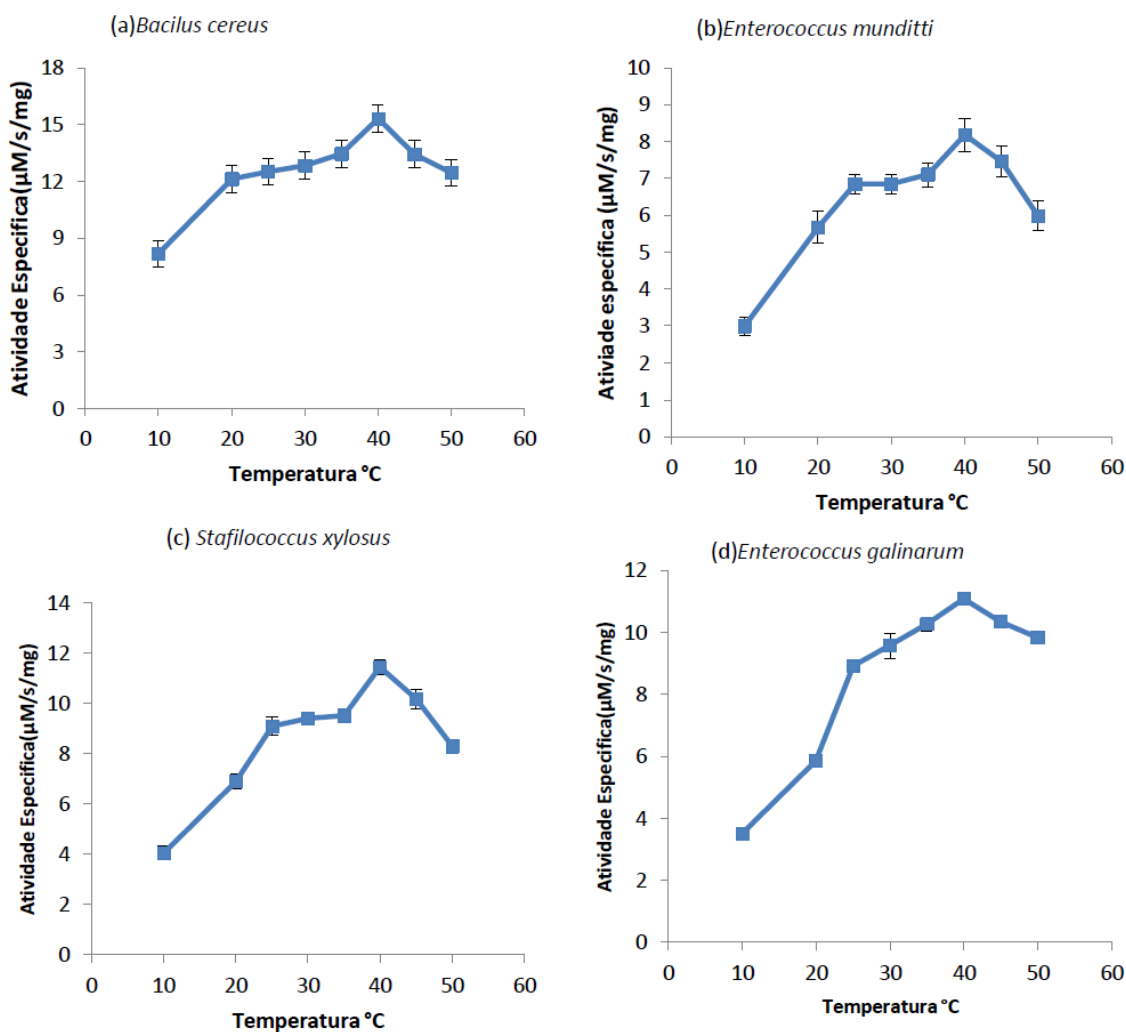 (a)Bacilus cereus
Atividade Específica(µM/s/mg)
18
15
12
9
6
3
0
0 10 20 30 40 50 60
Temperatura °C
(b)Enterococcus munditti
Ativiade específica (µM/s/mg)
10
9
8
7
6
5
4
3
2
1
0
0 10 20 30 40 50 60
Temperatura °C
(c) Stafilococcus xylosus
Atividade Específica(µM/s/mg)
14
12
10
8
6
4
2
0
0 10 20 30 40 50 60
Temperatura °C
(d)Enterococcus galinarum
Atividade Específica(µM/s/mg)
12
10
8
6
4
2
0
0 10 20 30 40 50 60
Temperatura °C